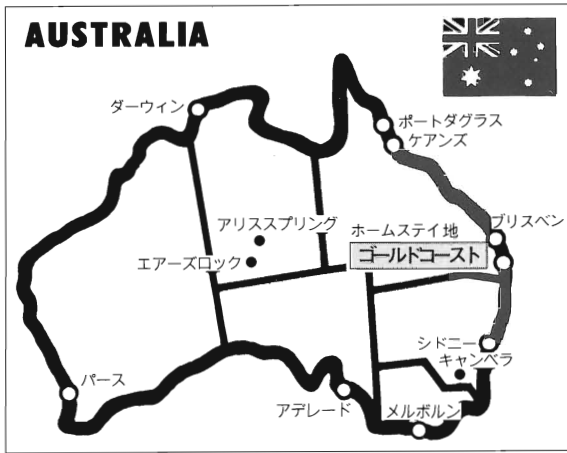 AUSTRALIA
ダーウィン
ポートダグラス
ケアンズ
アリススプリング
エアーズロック
ブリスベン
ホームステイ地
ゴールドコースト
シドニー
キャンベラ
パース
アデレード
メルボルン